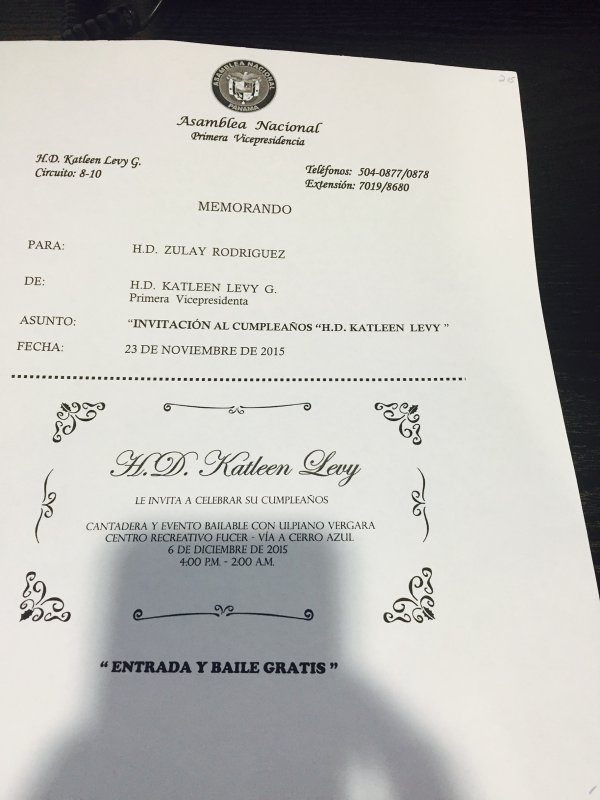 ASAMBLEA NACIONAL
PANAMA
Asamblea Nacional
Primera Vicepresidencia
H.D. Katleen Levy G.
Circuito: 8-10
Teléfonos: 504-0877/0878
Extensión: 7019/8680
MEMORANDO
PARA: H.D. ZULAY RODRIGUEZ
DE: H.D. KATLEEN LEVY G.
Primera Vicepresidenta
ASUNTO: “INVITACIÓN AL CUMPLEAÑOS “H.D. KATLEEN LEVY ”
FECHA: 23 DE NOVIEMBRE DE 2015
H.D. Katleen Levy
LE INVITA A CELEBRAR SU CUMPLEAÑOS
CANTADERA Y EVENTO BAILABLE CON ULPIANO VERGARA
CENTRO RECREATIVO FUCER - VÍA A CERRO AZUL
6 DE DICIEMBRE DE 2015
4:00 P.M. - 2:00 A.M.
“ ENTRADA Y BAILE GRATIS ”